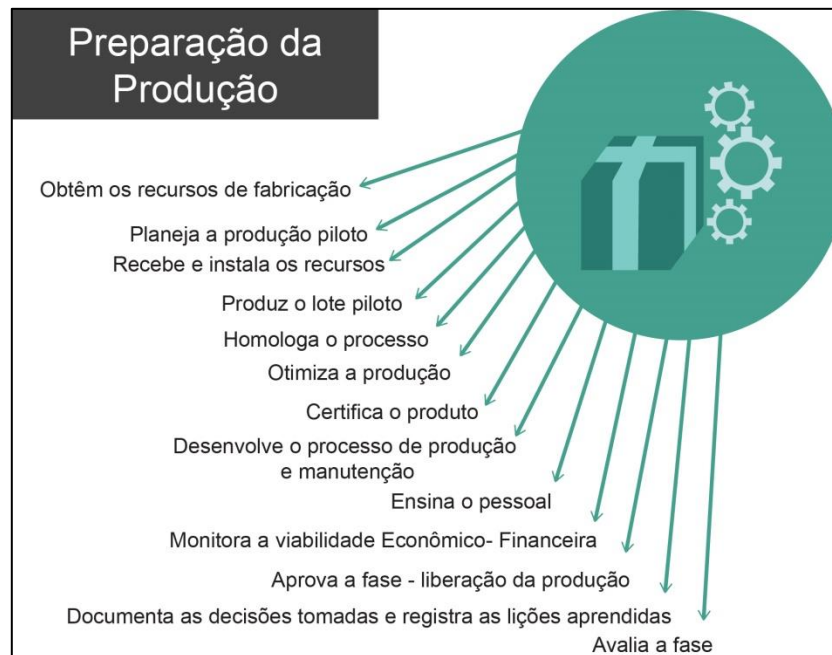 Preparação da
Produção
Obtêm os recursos de fabricação
Planeja a produção piloto
Recebe e instala os recursos
Produz o lote piloto
Homologa o processo
Otimiza a produção
Certifica o produto
Desenvolve o processo de produção
e manutenção
Ensina o pessoal
Monitora a viabilidade Econômico- Financeira
Aprova a fase - liberação da produção
Documenta as decisões tomadas e registra as lições aprendidas
Avalia a fase